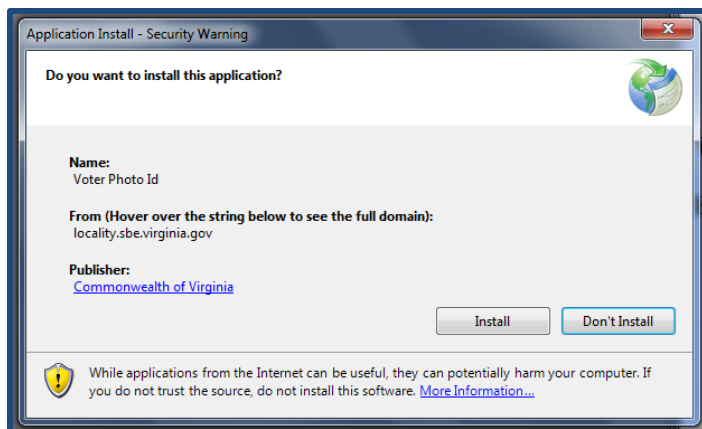 Application Install - Security Warning
Do you want to install this application?
Name:
Voter Photo Id
From (Hover over the string below to see the full domain):
locality.sbe.virginia.gov
Publisher:
Commonwealth of Virginia
Install
Don't Install
While applications from the Internet can be useful, they can potentially harm your computer. If
you do not trust the source, do not install this software. More Information...